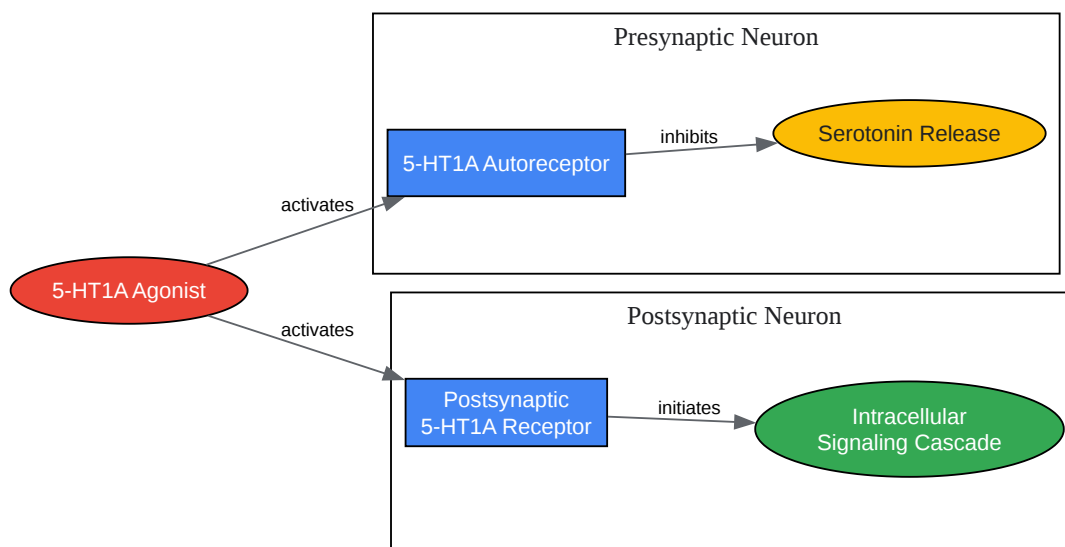 Presynaptic Neuron
5-HT1A Autoreceptor
inhibits
Serotonin Release
activates
5-HT1A Agonist
activates
Postsynaptic Neuron
Postsynaptic
5-HT1A Receptor
initiates
Intracellular
Signaling Cascade